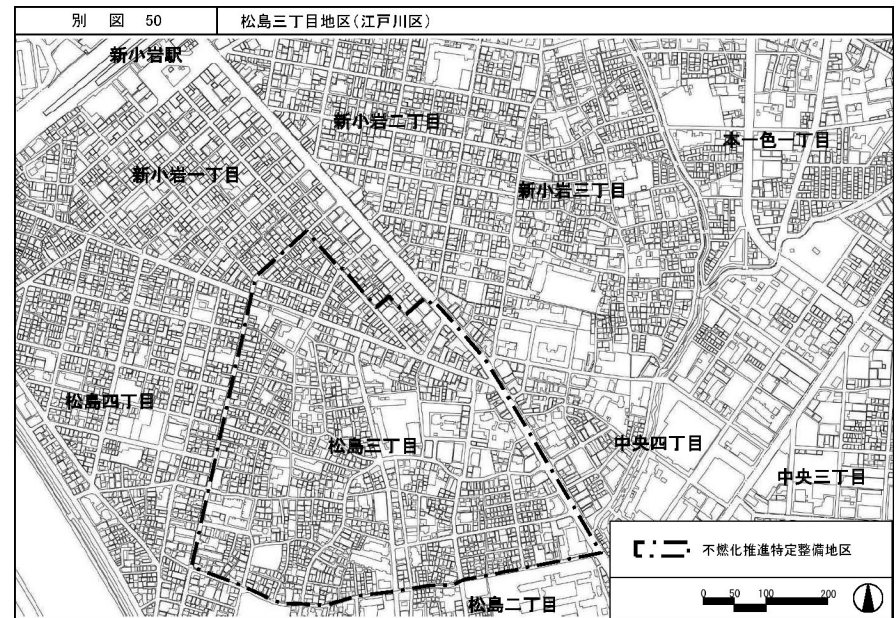 別 図 50
松島三丁目地区(江戸川区)
新小岩駅
新小岩二丁目
本一色一丁目
新小岩一丁目
新小岩三丁目
松島四丁目
松島三丁目
中央四丁目
中央三丁目
不燃化推進特定整備地区
松島二丁目
0 50 100 200